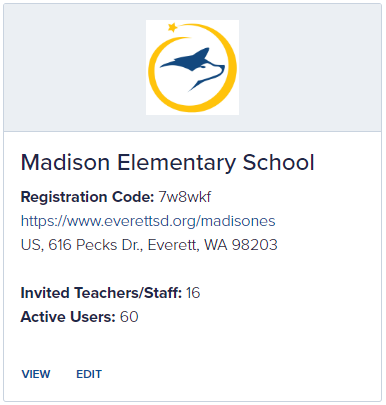 Madison Elementary School
Registration Code: 7w8wkf
https://www.everettsd.org/madisones
US, 616 Pecks Dr., Everett, WA 98203
Invited Teachers/Staff: 16
Active Users: 60
VIEW EDIT